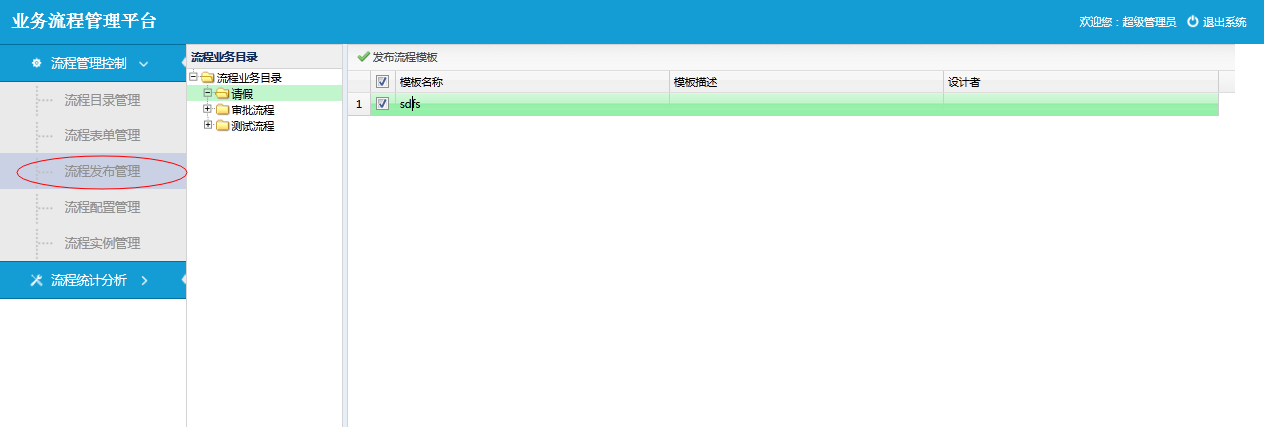 业务流程管理平台
欢迎您：超级管理员 退出系统
流程管理控制
流程目录管理
流程表单管理
流程发布管理
流程配置管理
流程实例管理
流程统计分析
流程业务目录
流程业务目录
请假
审批流程
测试流程
发布流程模板
模板名称 模板描述 设计者
1 sdfs